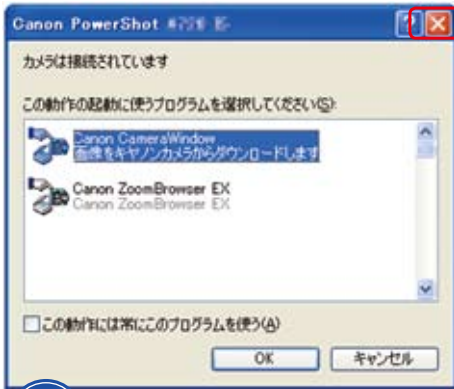 Canon PowerShot
カメラは接続されています
この動作の起動に使うプログラムを選択してください(S):
Canon CameraWindow
画像をキヤノンカメラからダウンロードします
Canon ZoomBrowser EX
Canon ZoomBrowser EX
この動作には常にこのプログラムを使う(A)
OK
キャンセル